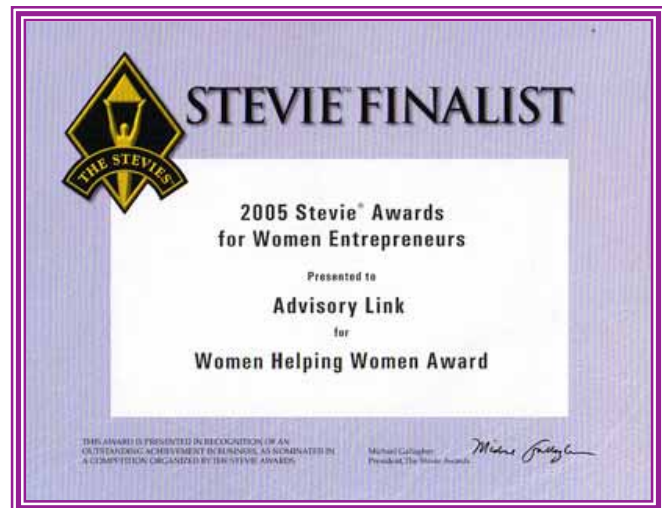 STEVIE™ FINALIST
THE STEVIES™
2005 Stevie® Awards
for Women Entrepreneurs
Presented to
Advisory Link
for
Women Helping Women Award
THIS AWARD IS PRESENTED IN RECOGNITION OF AN
OUTSTANDING ACHIEVEMENT IN BUSINESS, AS NOMINATED IN
A COMPETITION ORGANIZED BY THE STEVIE AWARDS
Michael Gallagher
President, The Stevie Awards